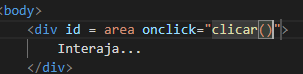 <body>
<div id = area onclick="clicar()">
Interaja...
</div>